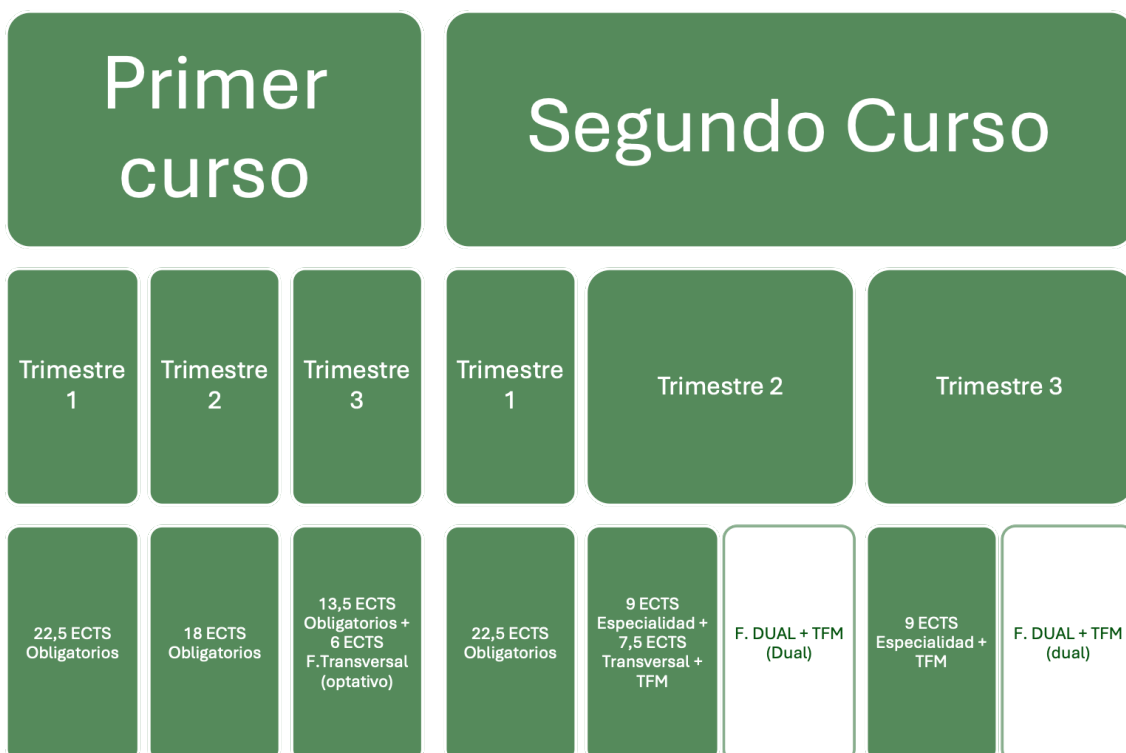 Primer
curso
Segundo Curso
Trimestre
1
Trimestre
2
Trimestre
3
Trimestre
1
Trimestre 2
Trimestre 3
22,5 ECTS
Obligatorios
18 ECTS
Obligatorios
13,5 ECTS
Obligatorios +
6 ECTS
F.Transversal
(optativo)
22,5 ECTS
Obligatorios
9 ECTS
Especialidad +
7,5 ECTS
Transversal +
TFM
F. DUAL + TFM
(Dual)
9 ECTS
Especialidad +
TFM
F. DUAL + TFM
(dual)